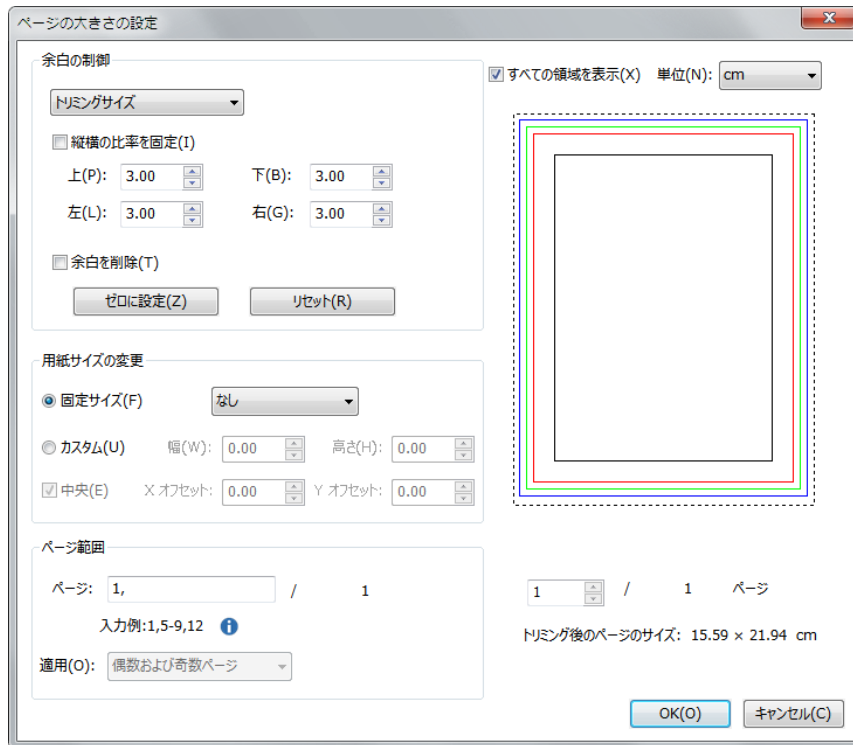 ページの大きさの設定
余白の制御
トリミングサイズ
縦横の比率を固定(I)
上(P): 3.00 下(B): 3.00
左(L): 3.00 右(G): 3.00
余白を削除(T)
ゼロに設定(Z) リセット(R)
すべての領域を表示(X) 単位(N): cm
用紙サイズの変更
固定サイズ(F) なし
カスタム(U) 幅(W): 0.00 高さ(H): 0.00
中央(E) X オフセット: 0.00 Y オフセット: 0.00
ページ範囲
ページ: 1, / 1
入力例:1,5-9,12
適用(O): 偶数および奇数ページ
1 / 1 ページ
トリミング後のページのサイズ: 15.59 × 21.94 cm
OK(O) キャンセル(C)